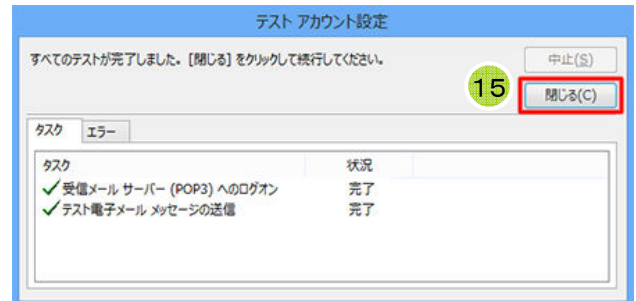 テスト アカウント設定
すべてのテストが完了しました。[閉じる] をクリックして続行してください。
中止(S)
15
閉じる(C)
タスク エラー
タスク 状況
受信メール サーバー (POP3) へのログオン 完了
テスト電子メール メッセージの送信 完了